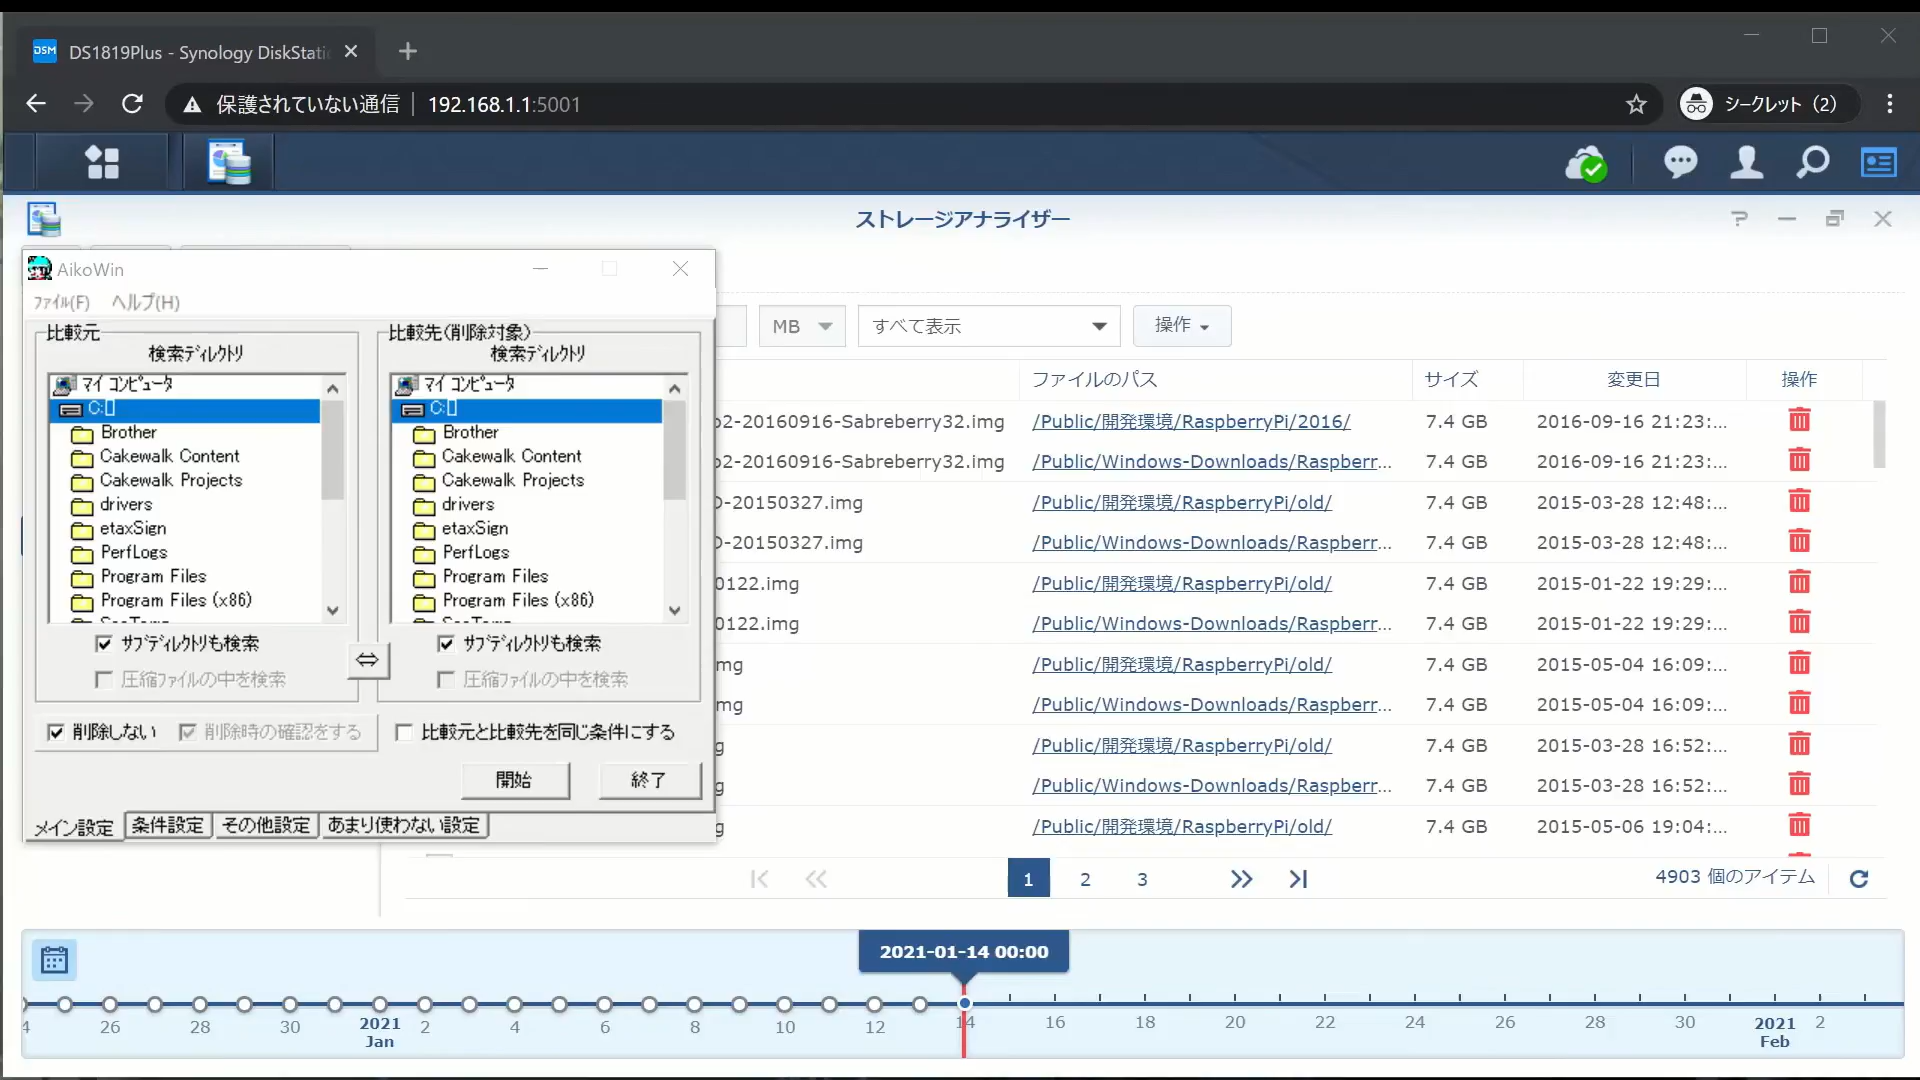 DSM DS1819Plus - Synology DiskStati
保護されていない通信 192.168.1.1:5001
シークレット (2)
ストレージアナライザー
AikoWin
ファイル(F) ヘルプ(H)
比較元
検索ディレクトリ
マイ コンピュータ
C:[]
Brother
Cakewalk Content
Cakewalk Projects
drivers
etaxSign
PerfLogs
Program Files
Program Files (x86)
サブディレクトリも検索
圧縮ファイルの中を検索
比較先(削除対象)
検索ディレクトリ
マイ コンピュータ
C:[]
Brother
Cakewalk Content
Cakewalk Projects
drivers
etaxSign
PerfLogs
Program Files
Program Files (x86)
サブディレクトリも検索
圧縮ファイルの中を検索
⇔
削除しない 削除時の確認をする 比較元と比較先を同じ条件にする
開始 終了
メイン設定 条件設定 その他設定 あまり使わない設定
MB すべて表示 操作
ファイルのパス サイズ 変更日 操作
o2-20160916-Sabreberry32.img /Public/開発環境/RaspberryPi/2016/ 7.4 GB 2016-09-16 21:23:...
o2-20160916-Sabreberry32.img /Public/Windows-Downloads/Raspberr... 7.4 GB 2016-09-16 21:23:...
-20150327.img /Public/開発環境/RaspberryPi/old/ 7.4 GB 2015-03-28 12:48:...
-20150327.img /Public/Windows-Downloads/Raspberr... 7.4 GB 2015-03-28 12:48:...
0122.img /Public/開発環境/RaspberryPi/old/ 7.4 GB 2015-01-22 19:29:...
0122.img /Public/Windows-Downloads/Raspberr... 7.4 GB 2015-01-22 19:29:...
mg /Public/開発環境/RaspberryPi/old/ 7.4 GB 2015-05-04 16:09:...
mg /Public/Windows-Downloads/Raspberr... 7.4 GB 2015-05-04 16:09:...
g /Public/開発環境/RaspberryPi/old/ 7.4 GB 2015-03-28 16:52:...
g /Public/Windows-Downloads/Raspberr... 7.4 GB 2015-03-28 16:52:...
g /Public/開発環境/RaspberryPi/old/ 7.4 GB 2015-05-06 19:04:...
1 2 3 4903 個のアイテム
2021-01-14 00:00
4 26 28 30 2021 Jan 2 4 6 8 10 12 14 16 18 20 22 24 26 28 30 2021 Feb 2